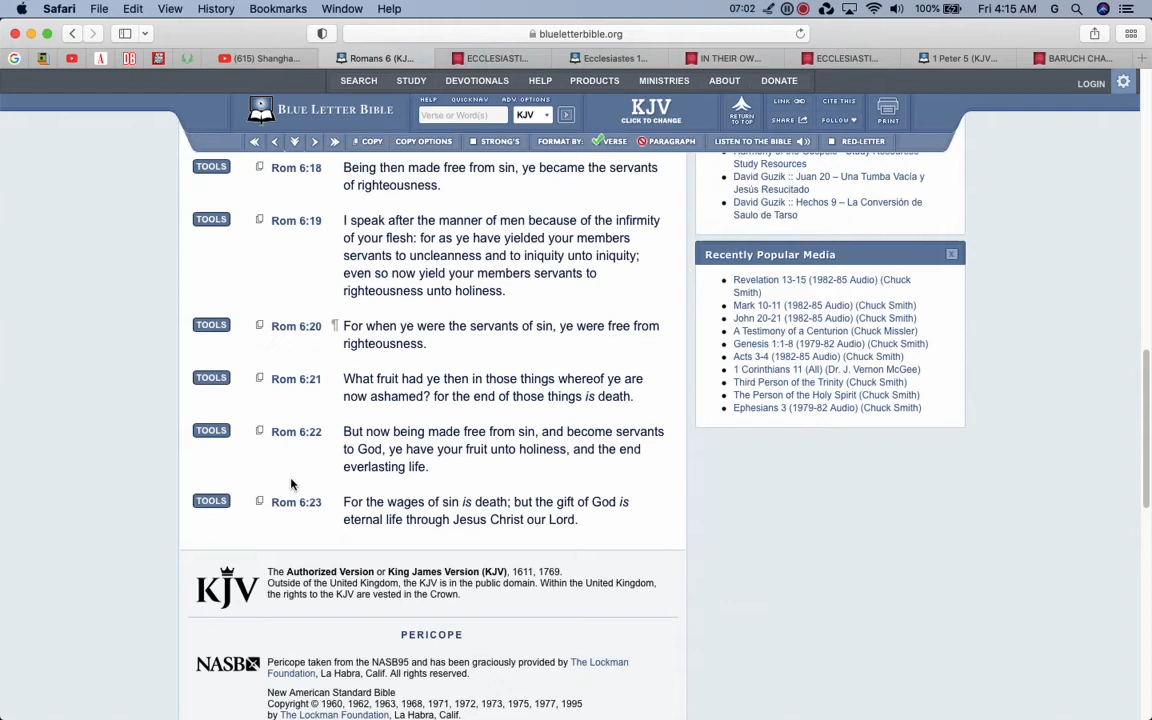 Safari File Edit View History Bookmarks Window Help 07:02 100% Fri 4:15 AM G
blueletterbible.org
(615) Shangha... Romans 6 (KJ... ECCLESIASTI... Ecclesiastes 1... IN THEIR OW... ECCLESIASTI... 1 Peter 5 (KJV... BARUCH CHA...
SEARCH STUDY DEVOTIONALS HELP PRODUCTS MINISTRIES ABOUT DONATE LOGIN
BLUE LETTER BIBLE
HELP QUICKNAV ADV. OPTIONS
Verse or Word(s) KJV
KJV
CLICK TO CHANGE
RETURN
TO TOP
LINK CITE THIS
SHARE FOLLOW
PRINT
COPY COPY OPTIONS STRONG'S FORMAT BY: VERSE PARAGRAPH LISTEN TO THE BIBLE RED-LETTER
TOOLS Rom 6:18 Being then made free from sin, ye became the servants
of righteousness.
TOOLS Rom 6:19 I speak after the manner of men because of the infirmity
of your flesh: for as ye have yielded your members
servants to uncleanness and to iniquity unto iniquity;
even so now yield your members servants to
righteousness unto holiness.
TOOLS Rom 6:20 ¶ For when ye were the servants of sin, ye were free from
righteousness.
TOOLS Rom 6:21 What fruit had ye then in those things whereof ye are
now ashamed? for the end of those things is death.
TOOLS Rom 6:22 But now being made free from sin, and become servants
to God, ye have your fruit unto holiness, and the end
everlasting life.
TOOLS Rom 6:23 For the wages of sin is death; but the gift of God is
eternal life through Jesus Christ our Lord.
KJV
The Authorized Version or King James Version (KJV), 1611, 1769.
Outside of the United Kingdom, the KJV is in the public domain. Within the United Kingdom,
the rights to the KJV are vested in the Crown.
PERICOPE
NASB
Pericope taken from the NASB95 and has been graciously provided by The Lockman
Foundation, La Habra, Calif. All rights reserved.
New American Standard Bible
Copyright © 1960, 1962, 1963, 1968, 1971, 1972, 1973, 1975, 1977, 1995
by The Lockman Foundation, La Habra, Calif.
Study Resources
David Guzik :: Juan 20 – Una Tumba Vacía y
Jesús Resucitado
David Guzik :: Hechos 9 – La Conversión de
Saulo de Tarso
Recently Popular Media
Revelation 13-15 (1982-85 Audio) (Chuck
Smith)
Mark 10-11 (1982-85 Audio) (Chuck Smith)
John 20-21 (1982-85 Audio) (Chuck Smith)
A Testimony of a Centurion (Chuck Missler)
Genesis 1:1-8 (1979-82 Audio) (Chuck Smith)
Acts 3-4 (1982-85 Audio) (Chuck Smith)
1 Corinthians 11 (All) (Dr. J. Vernon McGee)
Third Person of the Trinity (Chuck Smith)
The Person of the Holy Spirit (Chuck Smith)
Ephesians 3 (1979-82 Audio) (Chuck Smith)